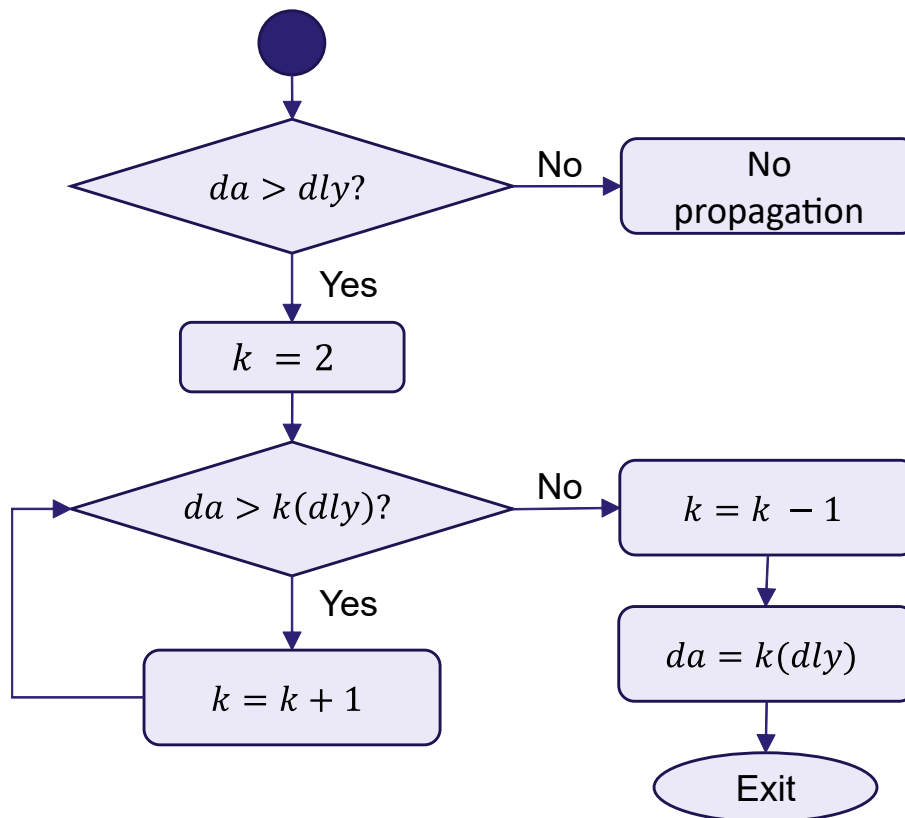 da > dly?
No
No
propagation
Yes
k = 2
da > k(dly)?
No
k = k − 1
Yes
da = k(dly)
k = k + 1
Exit